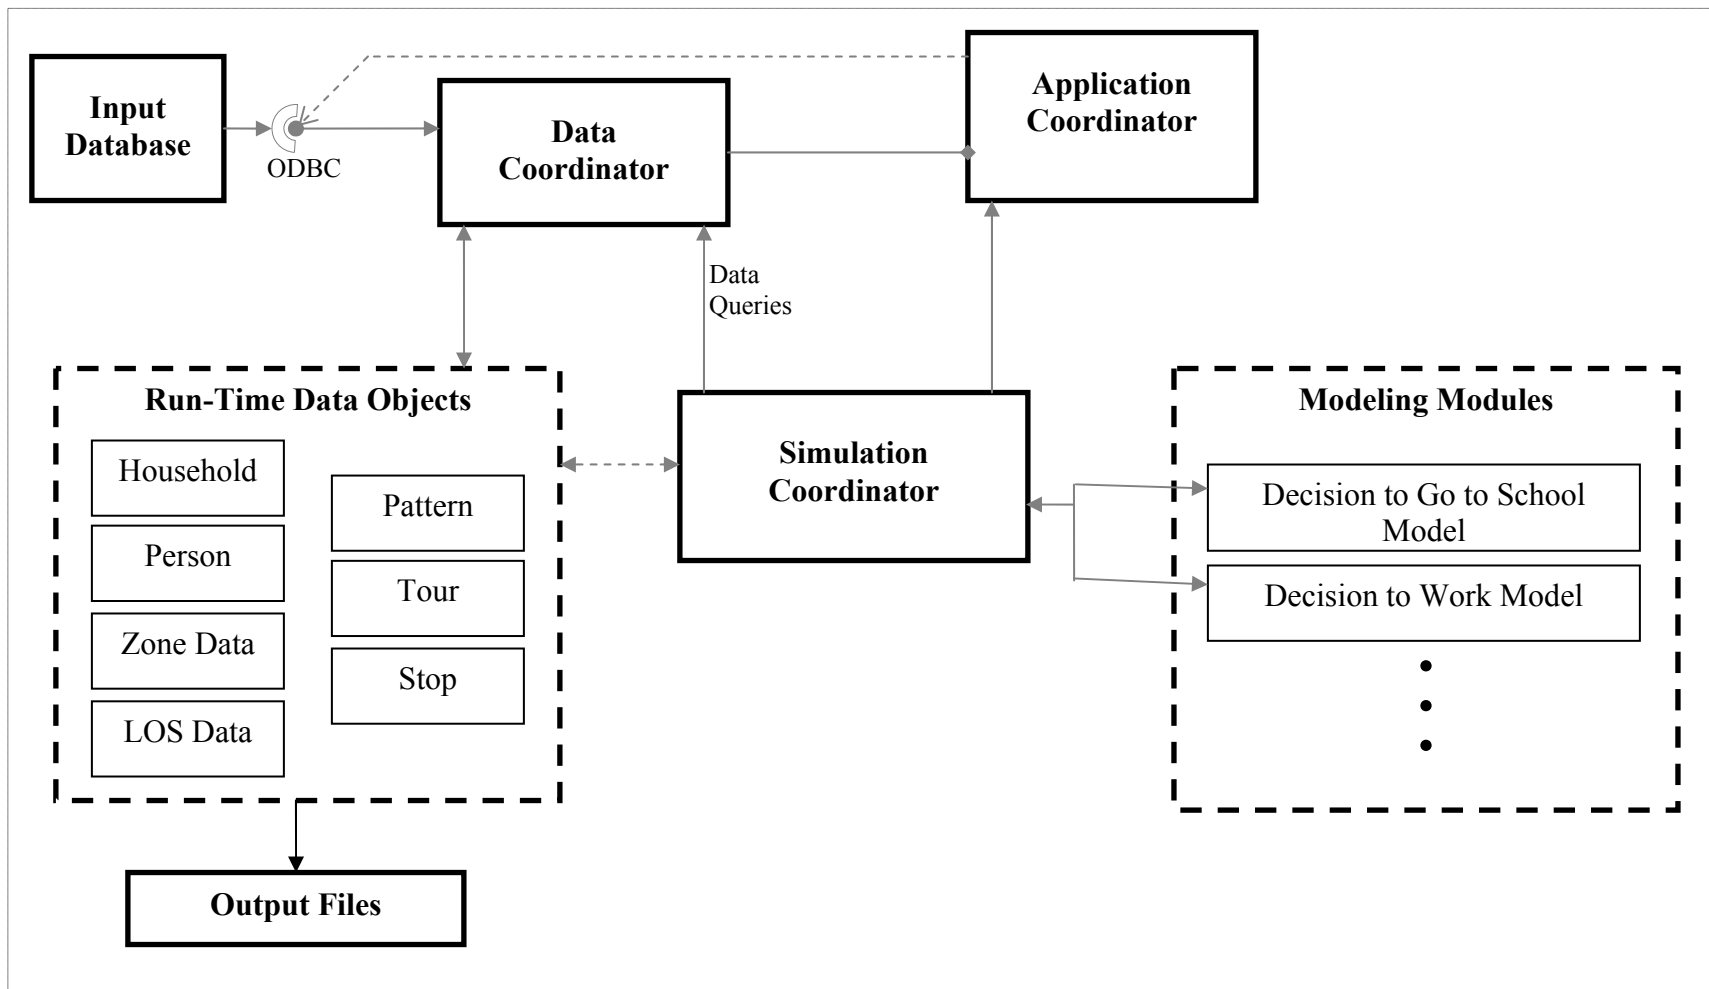 Input
Database
ODBC
Data
Coordinator
Application
Coordinator
Data
Queries
Run-Time Data Objects
Household
Person
Zone Data
LOS Data
Pattern
Tour
Stop
Simulation
Coordinator
Modeling Modules
Decision to Go to School
Model
Decision to Work Model
Output Files